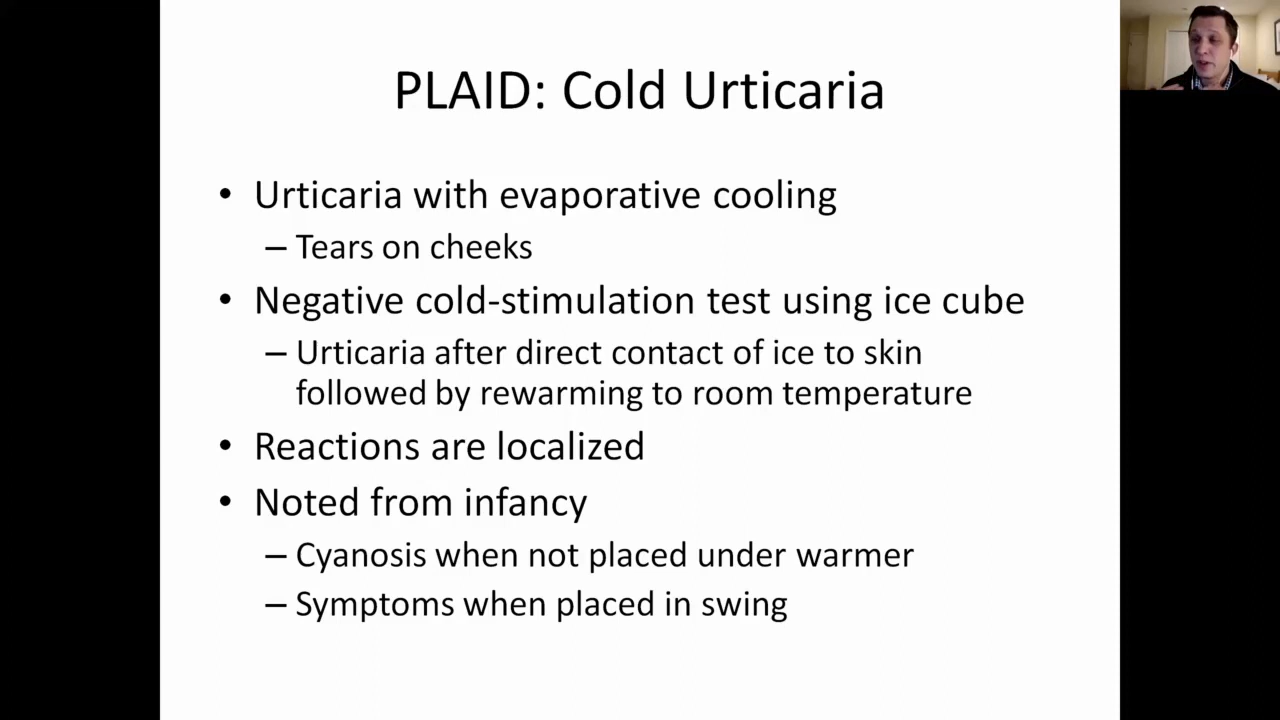 PLAID: Cold Urticaria
• Urticaria with evaporative cooling
– Tears on cheeks
• Negative cold-stimulation test using ice cube
– Urticaria after direct contact of ice to skin
followed by rewarming to room temperature
• Reactions are localized
• Noted from infancy
– Cyanosis when not placed under warmer
– Symptoms when placed in swing